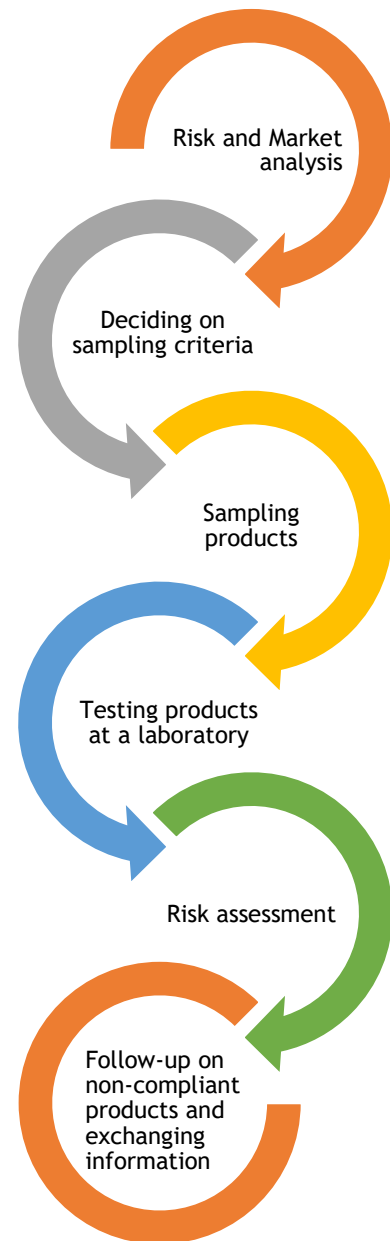 Risk and Market
analysis
Deciding on
sampling criteria
Sampling
products
Testing products
at a laboratory
Risk assessment
Follow-up on
non-compliant
products and
exchanging
information